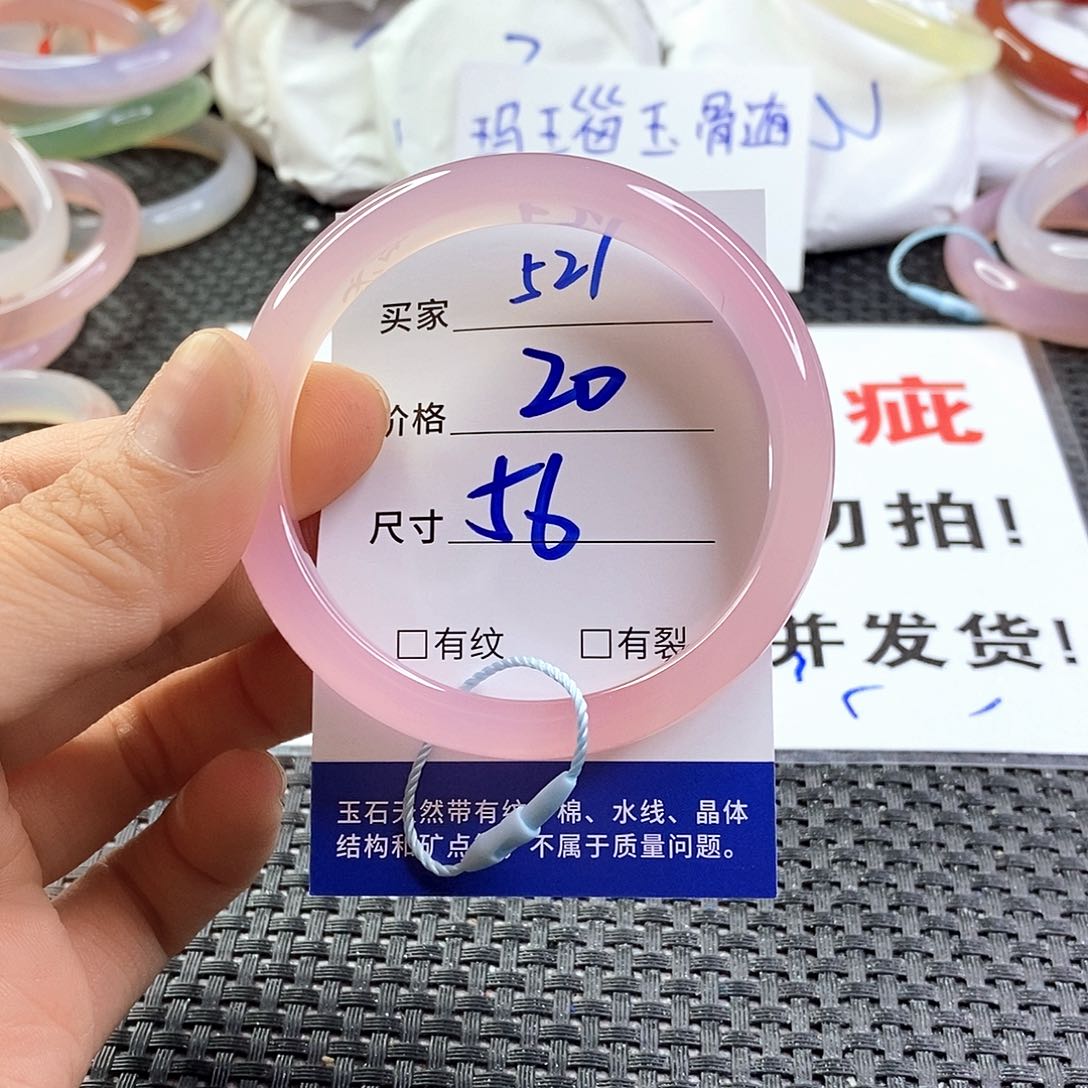 玛瑙玉骨髓
买家 521
价格 20
尺寸 56
□有纹 □有裂
疵
勿拍!
并发货!
玉石天然带有纹、棉、水线、晶体
结构和矿点 不属于质量问题。